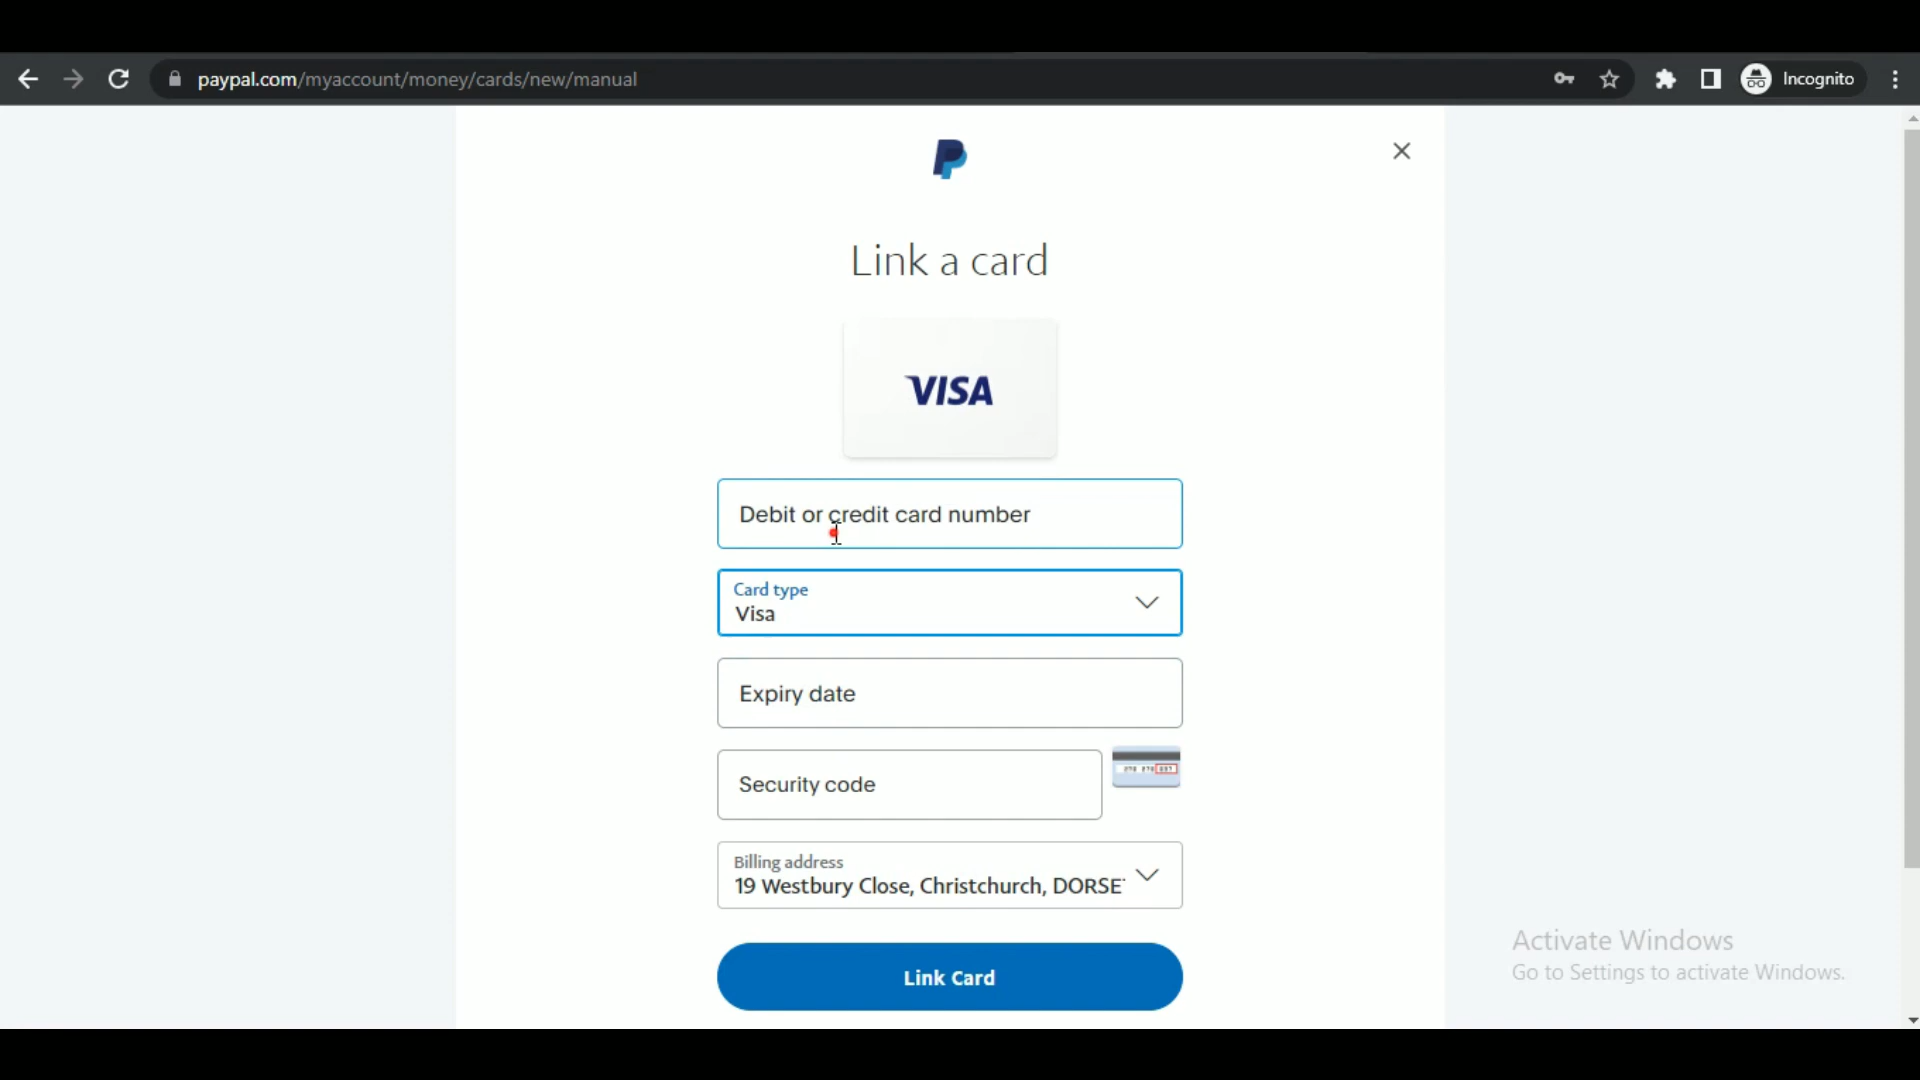 paypal.com/myaccount/money/cards/new/manual
Incognito
Link a card
VISA
Debit or credit card number
Card type
Visa
Expiry date
Security code
Billing address
19 Westbury Close, Christchurch, DORSE
Link Card
Activate Windows
Go to Settings to activate Windows.